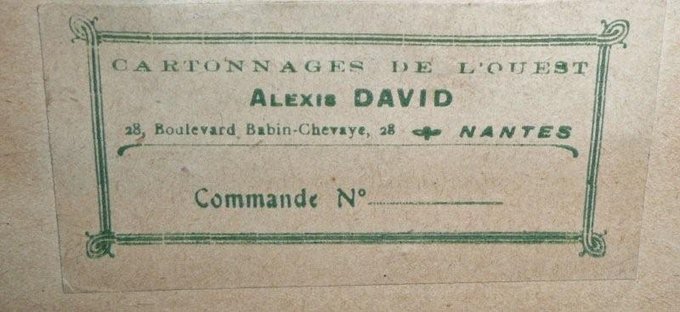 CARTONNAGES DE L'OUEST
ALEXIS DAVID
28, Boulevard Babin-Chevaye, 28 NANTES
Commande N°